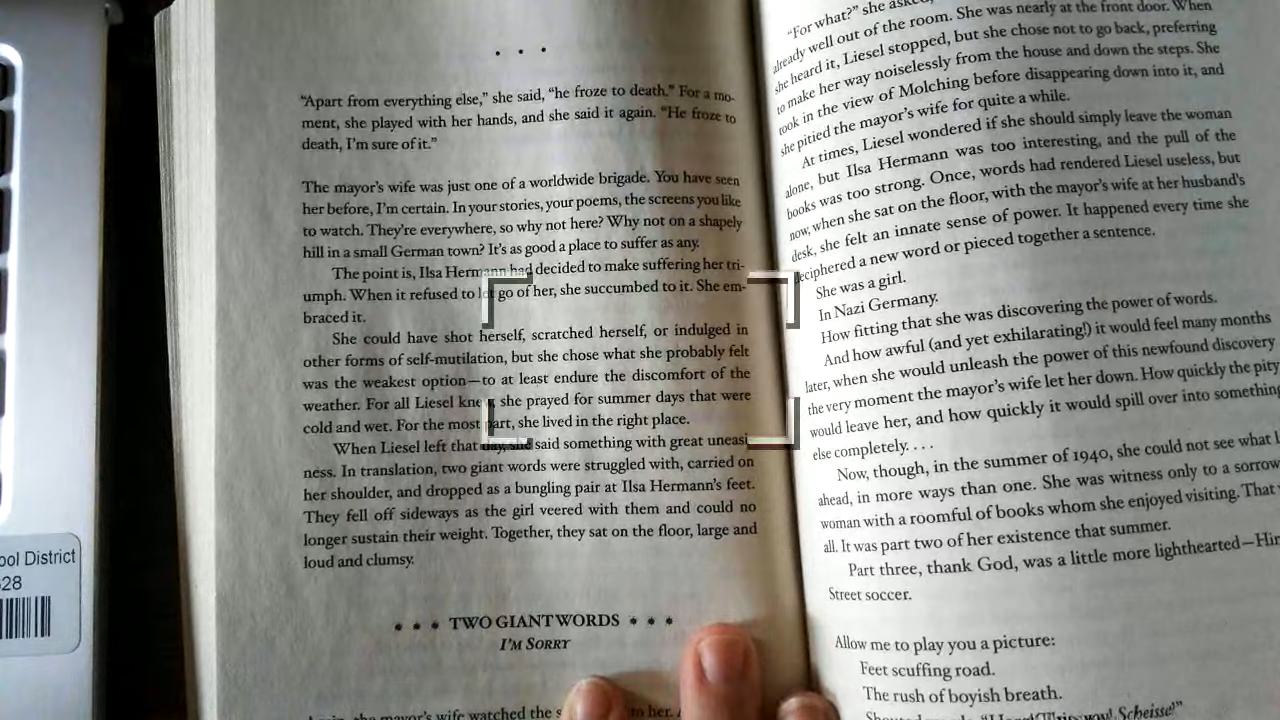 ool District
28
• • •
“Apart from everything else,” she said, “he froze to death.” For a mo-
ment, she played with her hands, and she said it again. “He froze to
death, I’m sure of it.”
The mayor’s wife was just one of a worldwide brigade. You have seen
her before, I’m certain. In your stories, your poems, the screens you like
to watch. They’re everywhere, so why not here? Why not on a shapely
hill in a small German town? It’s as good a place to suffer as any.
The point is, Ilsa Hermann had decided to make suffering her tri-
umph. When it refused to let go of her, she succumbed to it. She em-
braced it.
She could have shot herself, scratched herself, or indulged in
other forms of self-mutilation, but she chose what she probably felt
was the weakest option—to at least endure the discomfort of the
weather. For all Liesel knew, she prayed for summer days that were
cold and wet. For the most part, she lived in the right place.
When Liesel left that day, she said something with great uneasi-
ness. In translation, two giant words were struggled with, carried on
her shoulder, and dropped as a bungling pair at Ilsa Hermann’s feet.
They fell off sideways as the girl veered with them and could no
longer sustain their weight. Together, they sat on the floor, large and
loud and clumsy.
• • • TWO GIANT WORDS • • •
I’M SORRY
the mayor’s wife watched the to her.
“For what?” she asked,
already well out of the room. She was nearly at the front door. When
she heard it, Liesel stopped, but she chose not to go back, preferring
to make her way noiselessly from the house and down the steps. She
took in the view of Molching before disappearing down into it, and
she pitied the mayor’s wife for quite a while.
At times, Liesel wondered if she should simply leave the woman
alone, but Ilsa Hermann was too interesting, and the pull of the
books was too strong. Once, words had rendered Liesel useless, but
now, when she sat on the floor, with the mayor’s wife at her husband’s
desk, she felt an innate sense of power. It happened every time she
deciphered a new word or pieced together a sentence.
She was a girl.
In Nazi Germany.
How fitting that she was discovering the power of words.
And how awful (and yet exhilarating!) it would feel many months
later, when she would unleash the power of this newfound discovery
the very moment the mayor’s wife let her down. How quickly the pity
would leave her, and how quickly it would spill over into something
else completely. . . .
Now, though, in the summer of 1940, she could not see what l
ahead, in more ways than one. She was witness only to a sorrow
woman with a roomful of books whom she enjoyed visiting. That
all. It was part two of her existence that summer.
Part three, thank God, was a little more lighthearted—Him
Street soccer.
Allow me to play you a picture:
Feet scuffing road.
The rush of boyish breath.
Scheisse!”